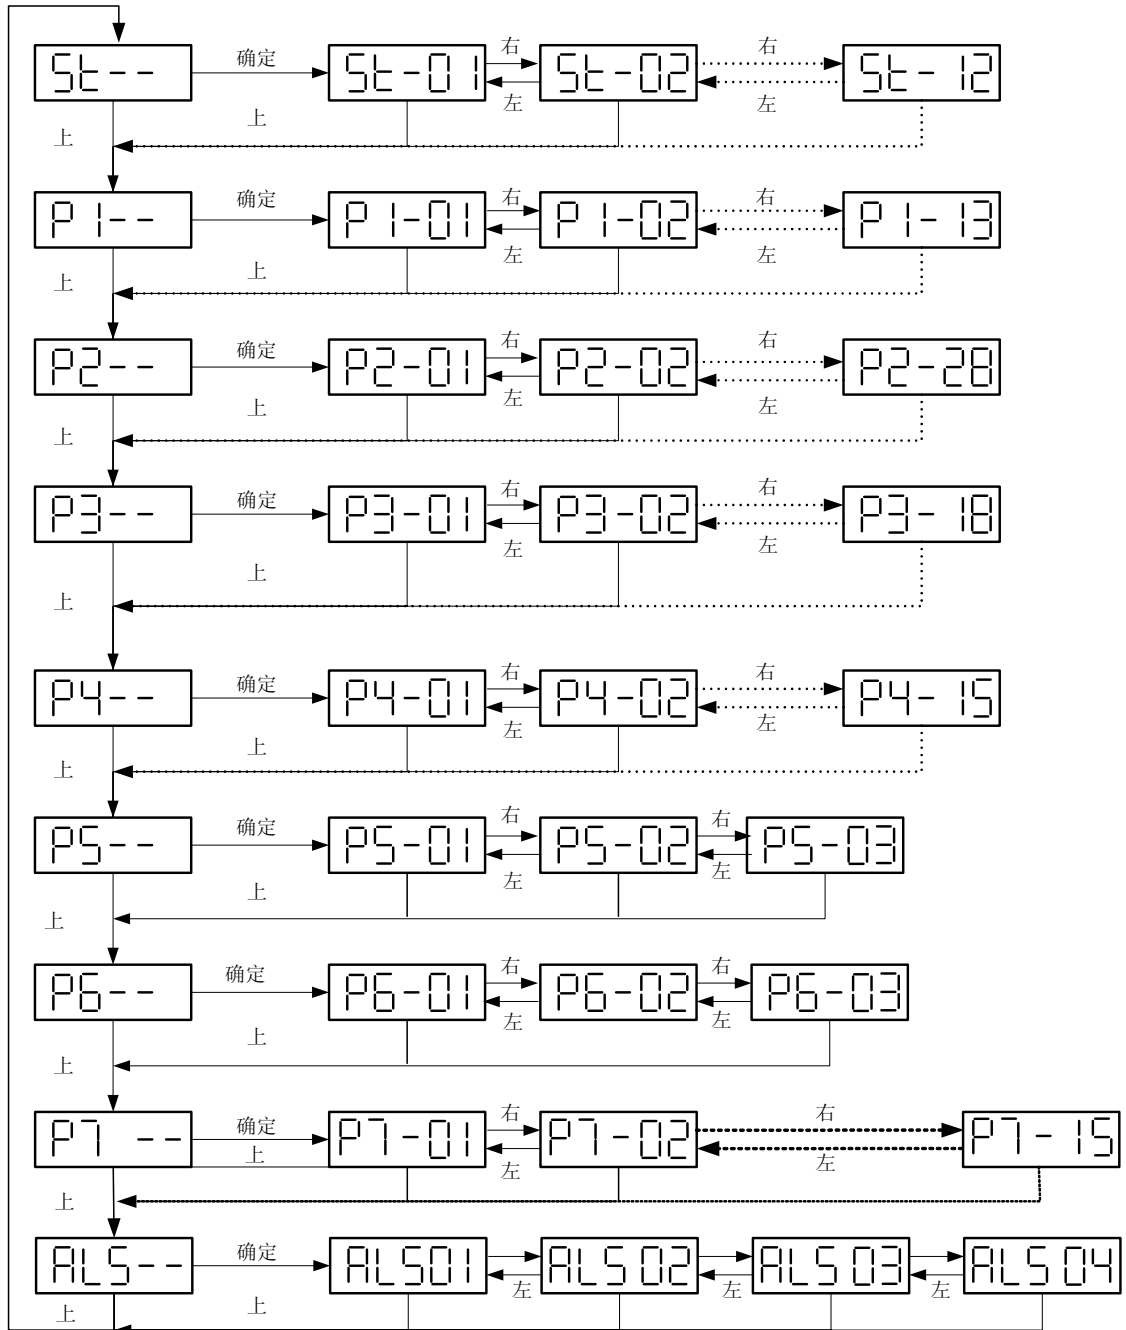 右 右
确定
St-- St-01 St-02 St-12
左 左
上 上
右 右
确定
P1-- P1-01 P1-02 P1-13
左 左
上 上
右 右
确定
P2-- P2-01 P2-02 P2-28
左 左
上 上
右 右
确定
P3-- P3-01 P3-02 P3-18
左 左
上 上
右 右
确定
P4-- P4-01 P4-02 P4-15
左 左
上 上
右 右
确定
P5-- P5-01 P5-02 P5-03
左 左
上 上
右 右
确定
P6-- P6-01 P6-02 P6-03
左 左
上 上
右 右
确定
P7 -- P7-01 P7-02 P7-15
上 左 左
上
确定
ALS-- ALS01 ALS02 ALS03 ALS04
左 左 左
上 上